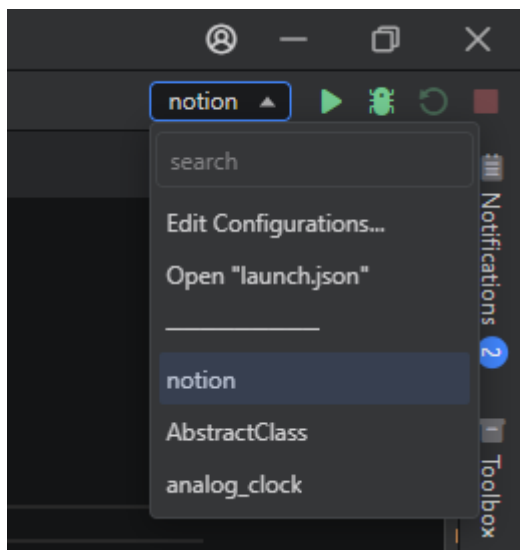 notion
search
Edit Configurations...
Open "launch.json"
notion
AbstractClass
analog_clock
Notifications
2
Toolbox